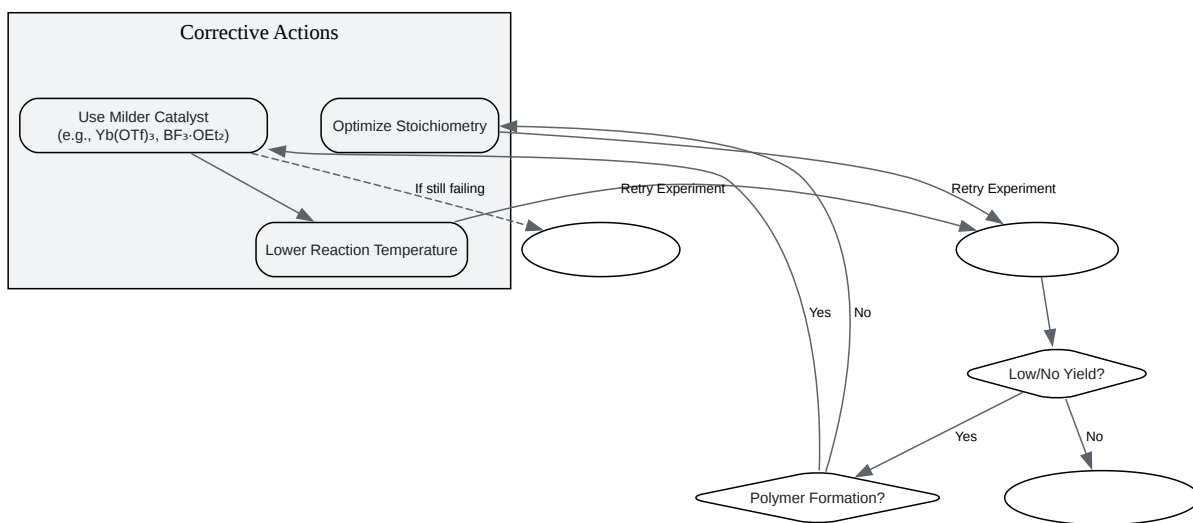 Corrective Actions
Use Milder Catalyst
(e.g., Yb(OTf)₃, BF₃·OEt₂)
Optimize Stoichiometry
If still failing
Retry Experiment
Retry Experiment
Lower Reaction Temperature
Yes
No
Low/No Yield?
Yes
No
Polymer Formation?